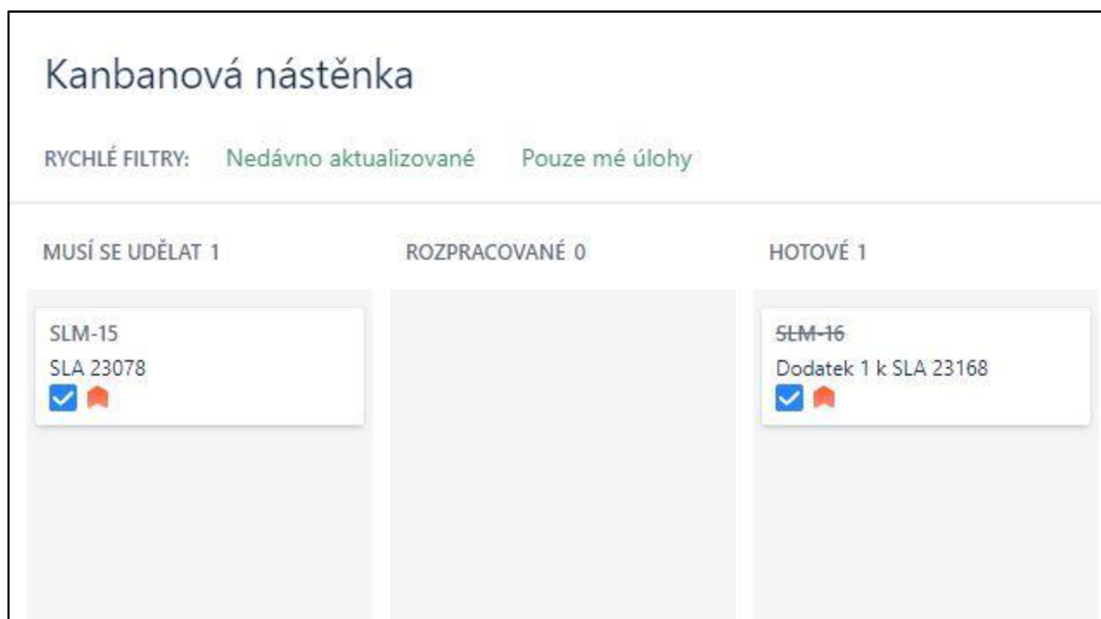 Kanbanová nástěnka
RYCHLÉ FILTRY: Nedávno aktualizované Pouze mé úlohy
MUSÍ SE UDĚLAT 1 ROZPRACOVANÉ 0 HOTOVÉ 1
SLM-15
SLA 23078
SLM-16
Dodatek 1 k SLA 23168